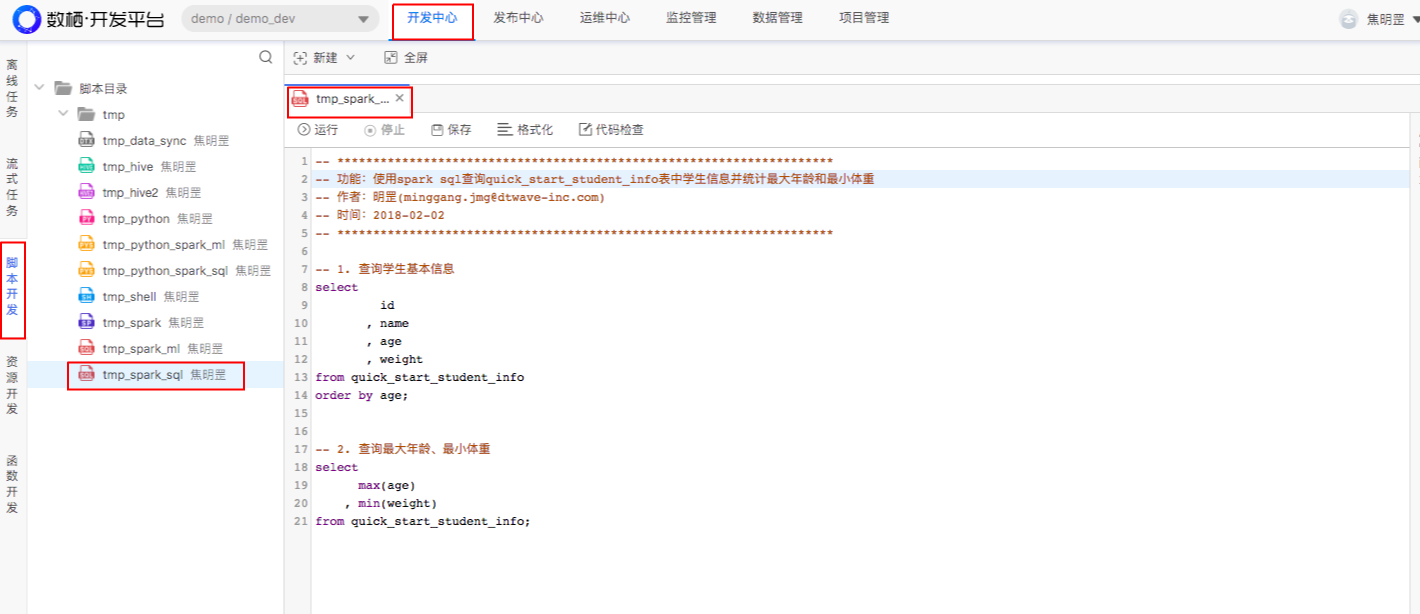 数栖·开发平台 demo / demo_dev 开发中心 发布中心 运维中心 监控管理 数据管理 项目管理 焦明罡
离线任务
流式任务
脚本开发
资源开发
函数开发
脚本目录
tmp
tmp_data_sync 焦明罡
tmp_hive 焦明罡
tmp_hive2 焦明罡
tmp_python 焦明罡
tmp_python_spark_ml 焦明罡
tmp_python_spark_sql 焦明罡
tmp_shell 焦明罡
tmp_spark 焦明罡
tmp_spark_ml 焦明罡
tmp_spark_sql 焦明罡
新建 全屏
tmp_spark_... ×
运行 停止 保存 格式化 代码检查
1 -- *********************************************************************
2 -- 功能：使用spark sql查询quick_start_student_info表中学生信息并统计最大年龄和最小体重
3 -- 作者：明罡(minggang.jmg@dtwave-inc.com)
4 -- 时间：2018-02-02
5 -- *********************************************************************
6
7 -- 1. 查询学生基本信息
8 select
9 id
10 , name
11 , age
12 , weight
13 from quick_start_student_info
14 order by age;
15
16
17 -- 2. 查询最大年龄、最小体重
18 select
19 max(age)
20 , min(weight)
21 from quick_start_student_info;